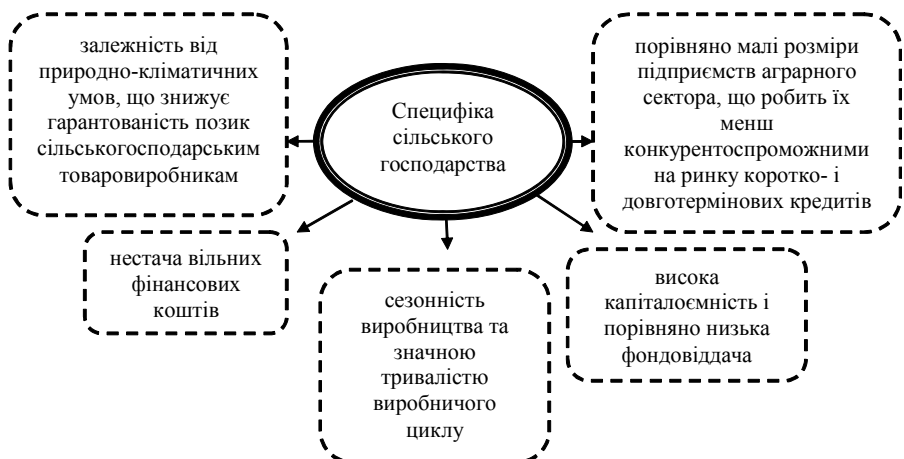 залежність від
природно-кліматичних
умов, що знижує
гарантованість позик
сільськогосподарським
товаровиробникам
Специфіка
сільського
господарства
порівняно малі розміри
підприємств аграрного
сектора, що робить їх
менш
конкурентоспроможними
на ринку коротко- і
довготермінових кредитів
нестача вільних
фінансових
коштів
сезонність
виробництва та
значною
тривалістю
виробничого
циклу
висока
капіталоємність і
порівняно низька
фондовіддача